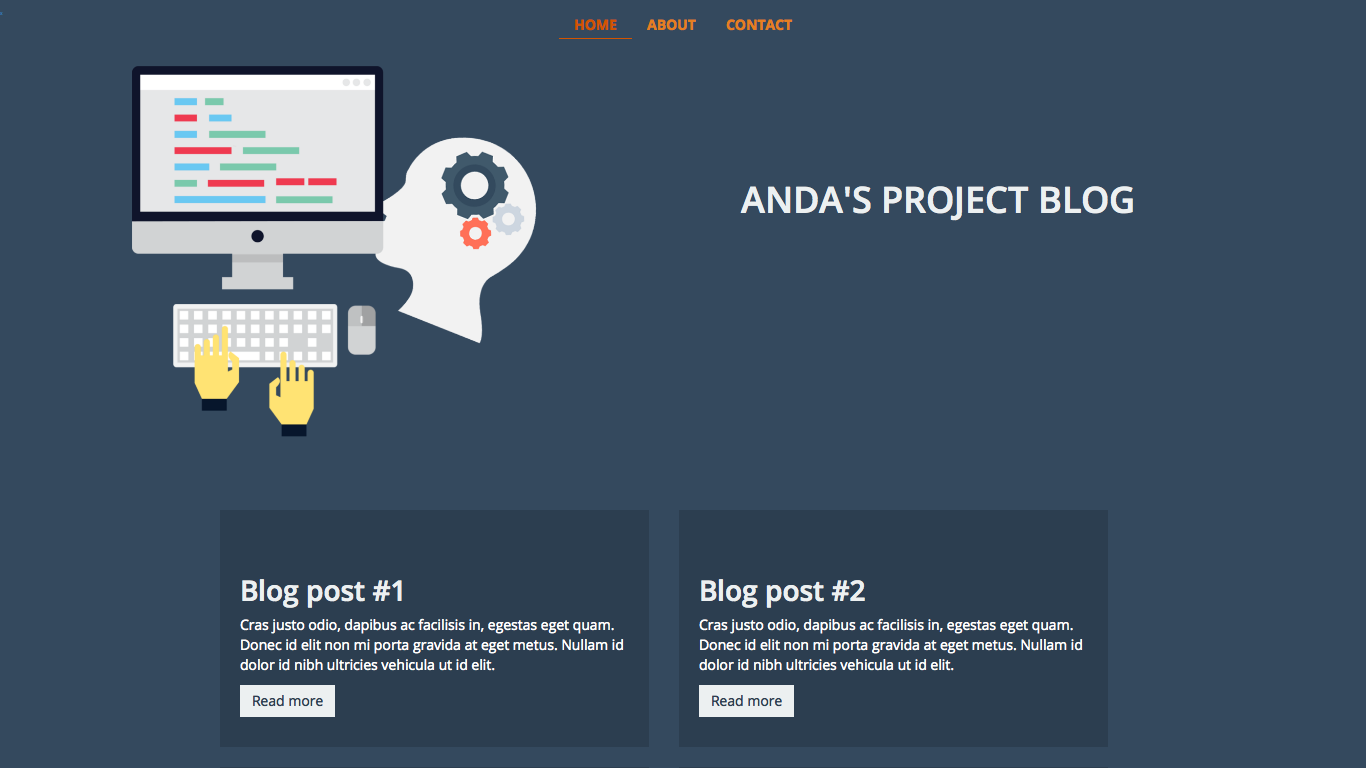 HOME ABOUT CONTACT
ANDA'S PROJECT BLOG
Blog post #1
Cras justo odio, dapibus ac facilisis in, egestas eget quam.
Donec id elit non mi porta gravida at eget metus. Nullam id
dolor id nibh ultricies vehicula ut id elit.
Read more
Blog post #2
Cras justo odio, dapibus ac facilisis in, egestas eget quam.
Donec id elit non mi porta gravida at eget metus. Nullam id
dolor id nibh ultricies vehicula ut id elit.
Read more